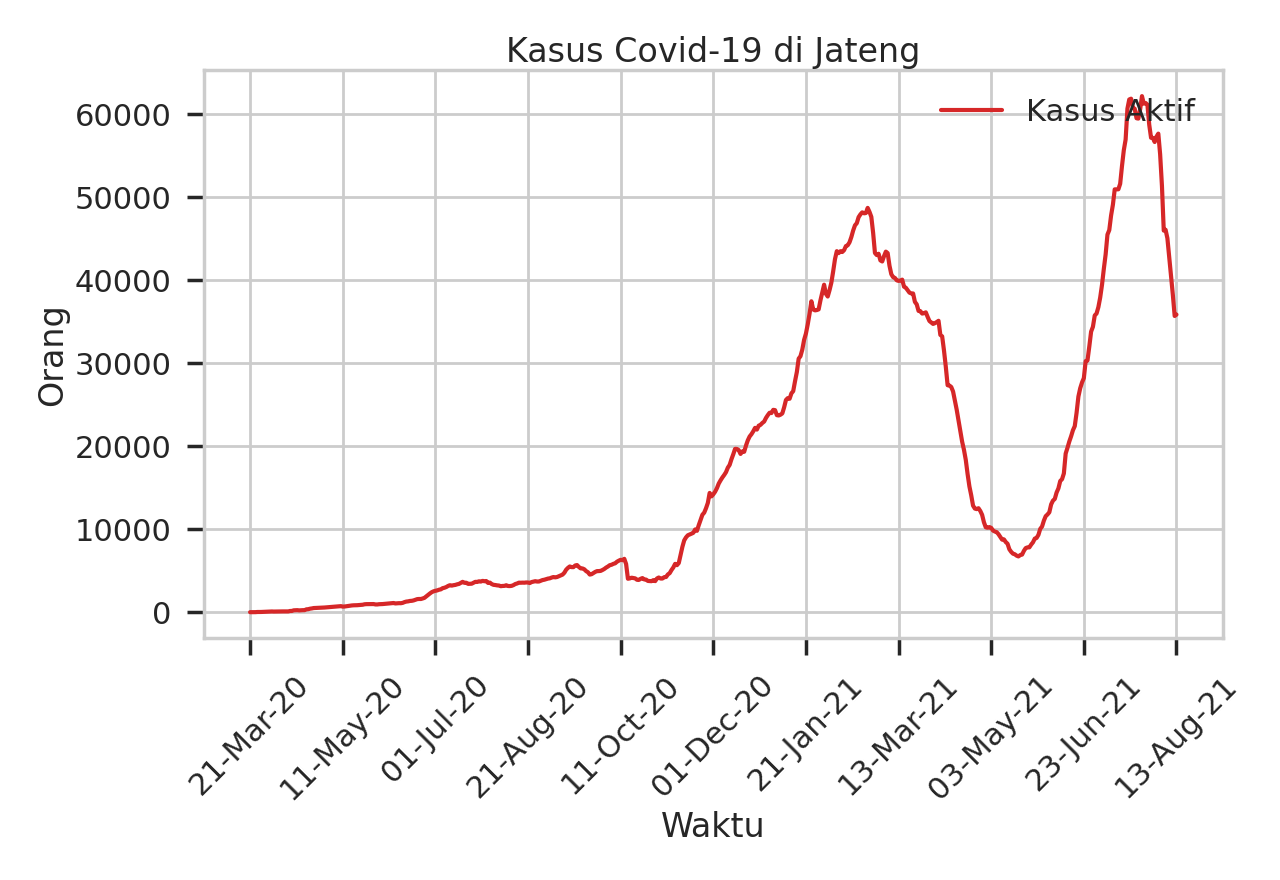 Kasus Covid-19 di Jateng
Kasus Aktif
Orang
60000
50000
40000
30000
20000
10000
0
21-Mar-20
11-May-20
01-Jul-20
21-Aug-20
11-Oct-20
01-Dec-20
21-Jan-21
13-Mar-21
03-May-21
23-Jun-21
13-Aug-21
Waktu